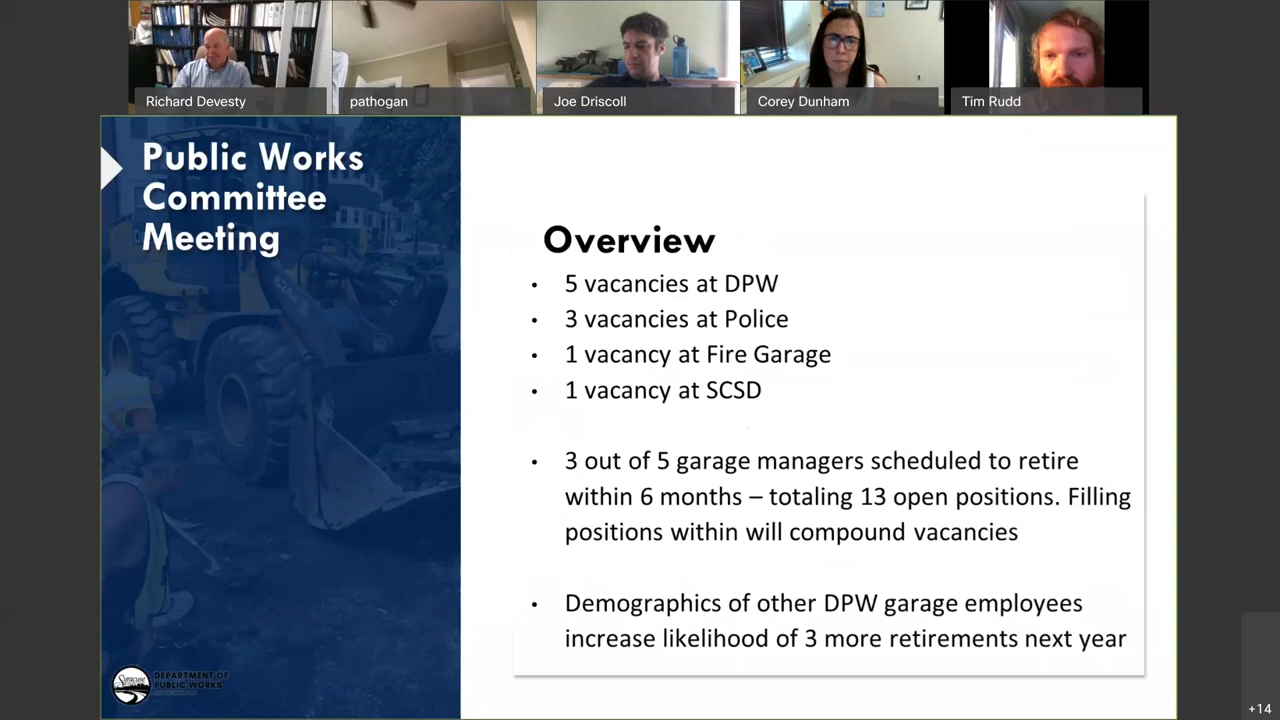 Richard Devesty
pathogan
Joe Driscoll
Corey Dunham
Tim Rudd
Public Works
Committee
Meeting
Overview
• 5 vacancies at DPW
• 3 vacancies at Police
• 1 vacancy at Fire Garage
• 1 vacancy at SCSD
• 3 out of 5 garage managers scheduled to retire
within 6 months – totaling 13 open positions. Filling
positions within will compound vacancies
• Demographics of other DPW garage employees
increase likelihood of 3 more retirements next year
Syracuse
DEPARTMENT OF
PUBLIC WORKS
+14